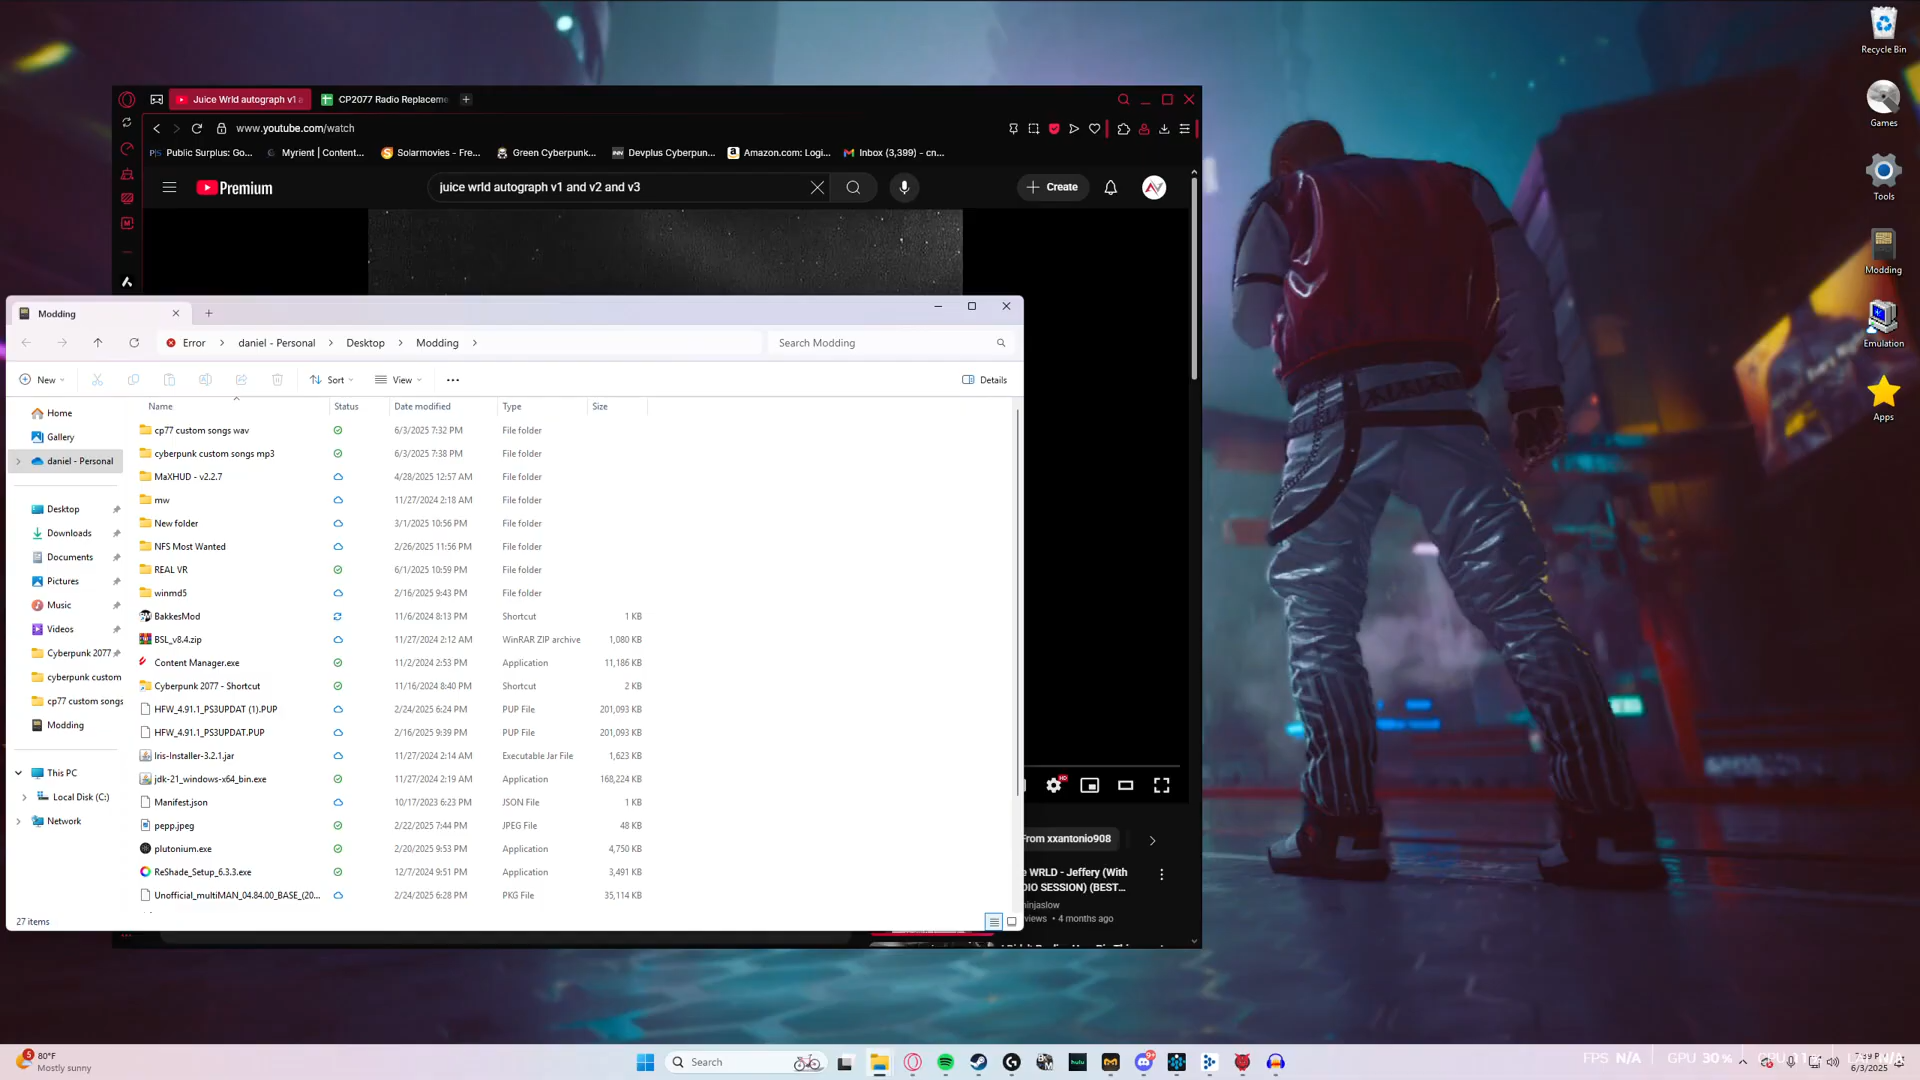 Recycle Bin
Games
Tools
Modding
Emulation
Apps
Juice Wrld autograph v1 a
CP2077 Radio Replaceme
www.youtube.com/watch
Public Surplus: Go...
Myrient | Content...
Solarmovies - Fre...
Green Cyberpunk...
Devplus Cyberpun...
Amazon.com: Logi...
Inbox (3,399) - cn...
Premium
juice wrld autograph v1 and v2 and v3
Create
Modding
Error
daniel - Personal
Desktop
Modding
Search Modding
New
Sort
View
Details
Name Status Date modified Type Size
Home
Gallery
daniel - Personal
Desktop
Downloads
Documents
Pictures
Music
Videos
Cyberpunk 2077
cyberpunk custom
cp77 custom songs
Modding
This PC
Local Disk (C:)
Network
cp77 custom songs wav 6/3/2025 7:32 PM File folder
cyberpunk custom songs mp3 6/3/2025 7:38 PM File folder
MaXHUD - v2.2.7 4/28/2025 12:57 AM File folder
mw 11/27/2024 2:18 AM File folder
New folder 3/1/2025 10:56 PM File folder
NFS Most Wanted 2/26/2025 11:56 PM File folder
REAL VR 6/1/2025 10:59 PM File folder
winmd5 2/16/2025 9:43 PM File folder
BakkesMod 11/6/2024 8:13 PM Shortcut 1 KB
BSL_v8.4.zip 11/27/2024 2:12 AM WinRAR ZIP archive 1,080 KB
Content Manager.exe 11/2/2024 2:53 PM Application 11,186 KB
Cyberpunk 2077 - Shortcut 11/16/2024 8:40 PM Shortcut 2 KB
HFW_4.91.1_PS3UPDAT (1).PUP 2/24/2025 6:24 PM PUP File 201,093 KB
HFW_4.91.1_PS3UPDAT.PUP 2/16/2025 9:39 PM PUP File 201,093 KB
Iris-Installer-3.2.1.jar 11/27/2024 2:14 AM Executable Jar File 1,623 KB
jdk-21_windows-x64_bin.exe 11/27/2024 2:19 AM Application 168,224 KB
Manifest.json 10/17/2023 6:23 PM JSON File 1 KB
pepp.jpeg 2/22/2025 7:44 PM JPEG File 48 KB
plutonium.exe 2/20/2025 9:53 PM Application 4,750 KB
ReShade_Setup_6.3.3.exe 12/7/2024 9:51 PM Application 3,491 KB
Unofficial_multiMAN_04.84.00_BASE_(20... 2/24/2025 6:28 PM PKG File 35,114 KB
27 items
HD
From xxantonio908
WRLD - Jeffery (With
IO SESSION) (BEST...
ninjaslow
views • 4 months ago
5
80°F
Mostly sunny
Search
hulu
9+
FPS N/A
GPU 30 %
6/3/2025